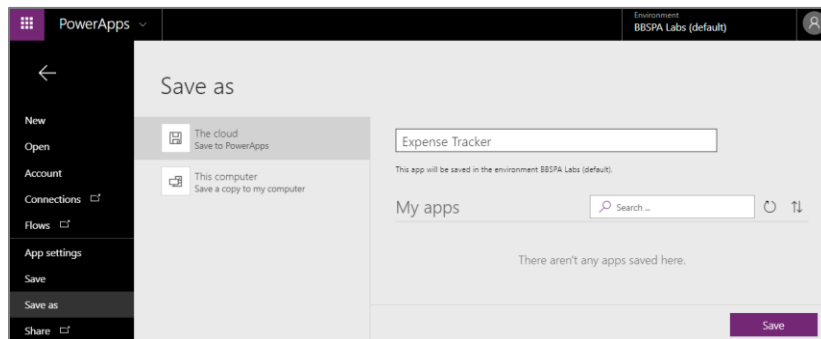 PowerApps
Environment
BBSPA Labs (default)
Save as
New
Open
Account
Connections
Flows
App settings
Save
Save as
Share
The cloud
Save to PowerApps
This computer
Save a copy to my computer
Expense Tracker
This app will be saved in the environment BBSPA Labs (default).
My apps
Search ...
There aren't any apps saved here.
Save